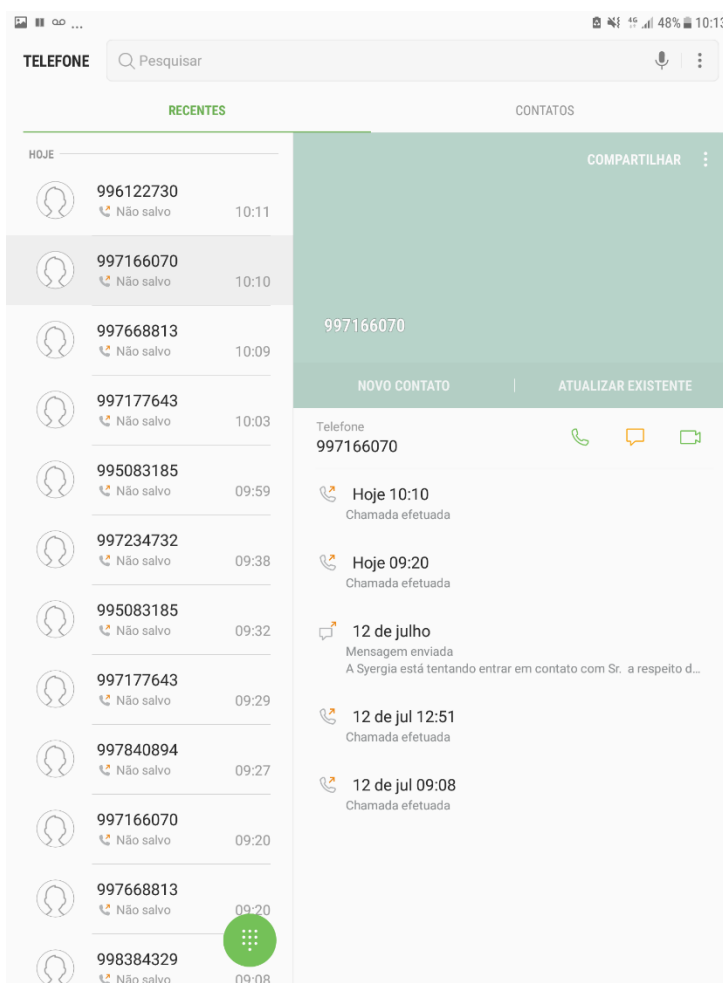 48% 10:13
TELEFONE
Pesquisar
RECENTES
CONTATOS
HOJE
996122730
Não salvo 10:11
997166070
Não salvo 10:10
997668813
Não salvo 10:09
997177643
Não salvo 10:03
995083185
Não salvo 09:59
997234732
Não salvo 09:38
995083185
Não salvo 09:32
997177643
Não salvo 09:29
997840894
Não salvo 09:27
997166070
Não salvo 09:20
997668813
Não salvo 09:20
998384329
Não salvo 09:08
COMPARTILHAR
997166070
NOVO CONTATO
ATUALIZAR EXISTENTE
Telefone
997166070
Hoje 10:10
Chamada efetuada
Hoje 09:20
Chamada efetuada
12 de julho
Mensagem enviada
A Syergia está tentando entrar em contato com Sr. a respeito d...
12 de jul 12:51
Chamada efetuada
12 de jul 09:08
Chamada efetuada